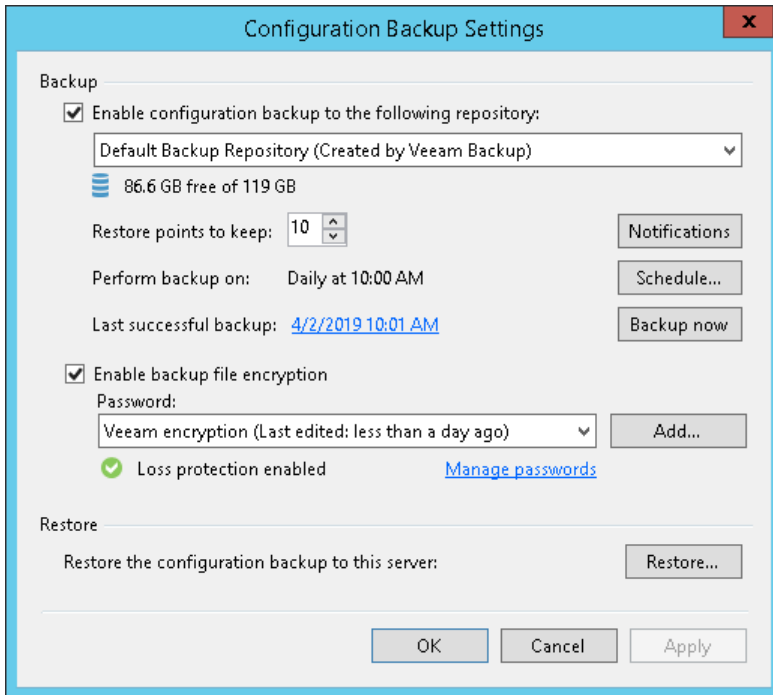 Configuration Backup Settings
x
Backup
Enable configuration backup to the following repository:
Default Backup Repository (Created by Veeam Backup)
86.6 GB free of 119 GB
Restore points to keep: 10 Notifications
Perform backup on: Daily at 10:00 AM Schedule...
Last successful backup: 4/2/2019 10:01 AM Backup now
Enable backup file encryption
Password:
Veeam encryption (Last edited: less than a day ago) Add...
Loss protection enabled Manage passwords
Restore
Restore the configuration backup to this server: Restore...
OK Cancel Apply